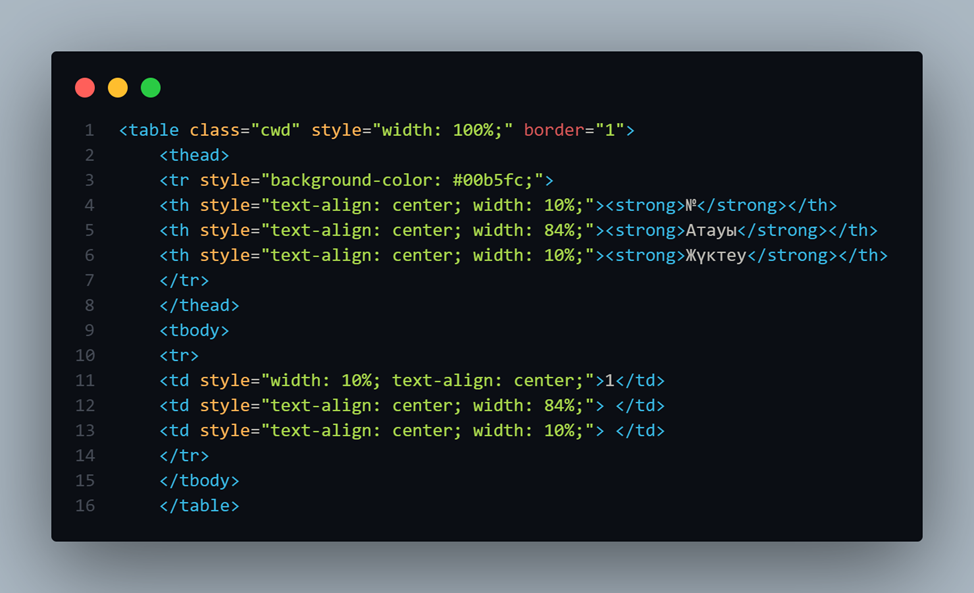 1 <table class="cwd" style="width: 100%;" border="1">
2 <thead>
3 <tr style="background-color: #00b5fc;">
4 <th style="text-align: center; width: 10%;"><strong>№</strong></th>
5 <th style="text-align: center; width: 84%;"><strong>Атауы</strong></th>
6 <th style="text-align: center; width: 10%;"><strong>Жүктеу</strong></th>
7 </tr>
8 </thead>
9 <tbody>
10 <tr>
11 <td style="width: 10%; text-align: center;">1</td>
12 <td style="text-align: center; width: 84%;"> </td>
13 <td style="text-align: center; width: 10%;"> </td>
14 </tr>
15 </tbody>
16 </table>